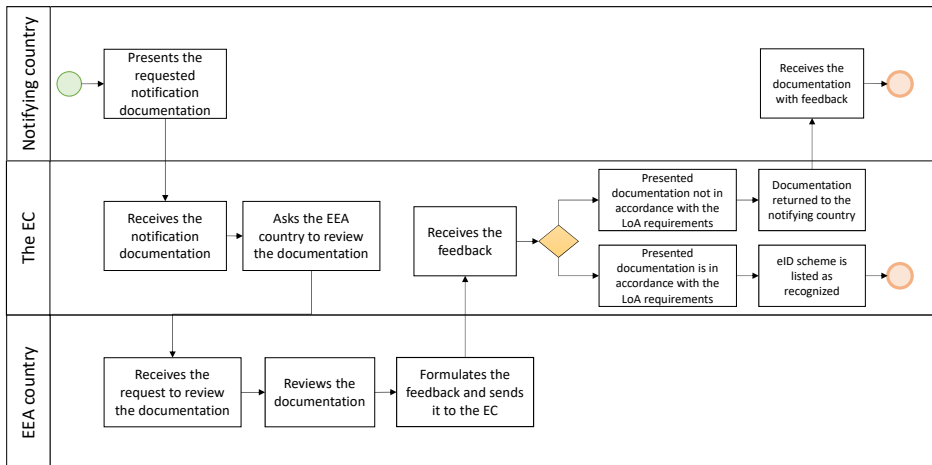 Notifying country
Presents the
requested
notification
documentation
Receives the
documentation
with feedback
The EC
Receives the
notification
documentation
Asks the EEA
country to review
the documentation
Receives the
feedback
Presented
documentation not in
accordance with the
LoA requirements
Documentation
returned to the
notifying country
Presented
documentation is in
accordance with the
LoA requirements
eID scheme is
listed as
recognized
EEA country
Receives the
request to review
the documentation
Reviews the
documentation
Formulates the
feedback and sends
it to the EC